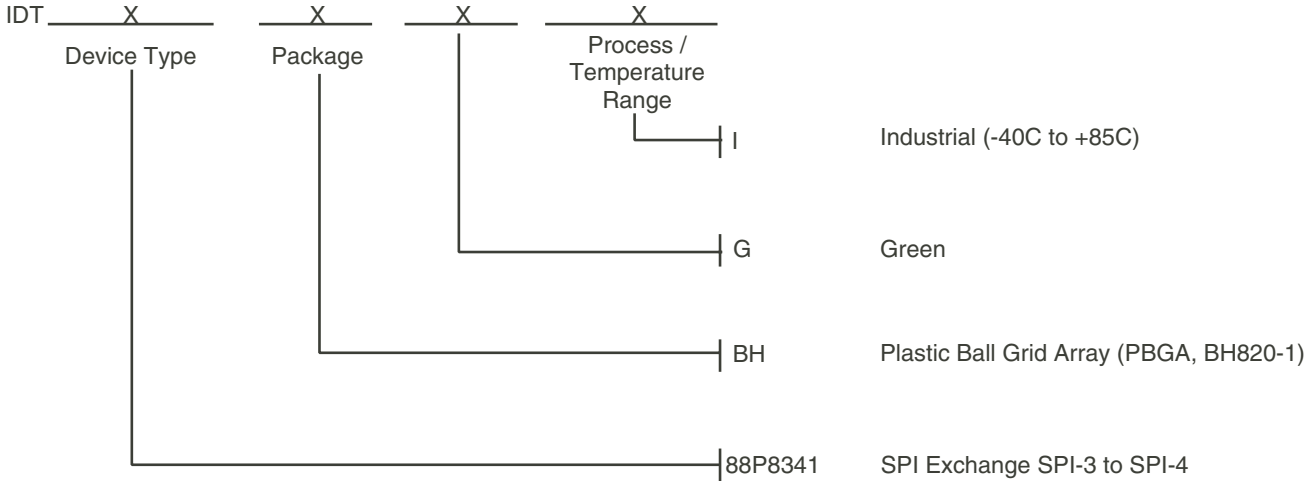 IDT X X X X
Device Type Package Process /
Temperature
Range
I Industrial (-40C to +85C)
G Green
BH Plastic Ball Grid Array (PBGA, BH820-1)
88P8341 SPI Exchange SPI-3 to SPI-4